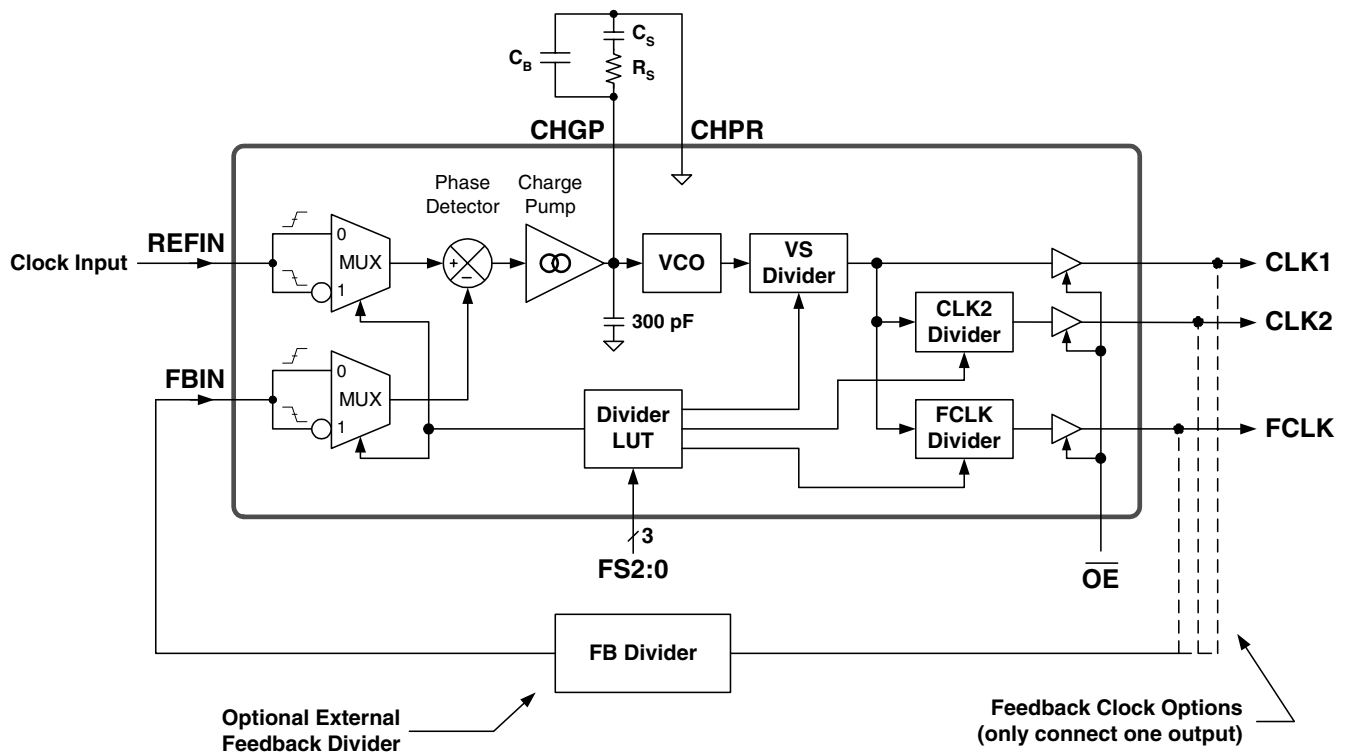 C_S
C_B
R_S
CHGP
CHPR
Phase
Detector
Charge
Pump
REFIN
Clock Input
0
MUX
1
+
−
VCO
VS
Divider
CLK1
300 pF
CLK2
Divider
CLK2
FBIN
0
MUX
1
Divider
LUT
FCLK
Divider
FCLK
3
FS2:0
OE
FB Divider
Optional External
Feedback Divider
Feedback Clock Options
(only connect one output)